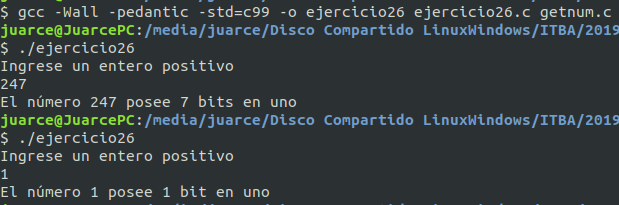 $ gcc -Wall -pedantic -std=c99 -o ejercicio26 ejercicio26.c getnum.c
juarce@JuarcePC:/media/juarce/Disco Compartido LinuxWindows/ITBA/2019
$ ./ejercicio26
Ingrese un entero positivo
247
El número 247 posee 7 bits en uno
juarce@JuarcePC:/media/juarce/Disco Compartido LinuxWindows/ITBA/2019
$ ./ejercicio26
Ingrese un entero positivo
1
El número 1 posee 1 bit en uno